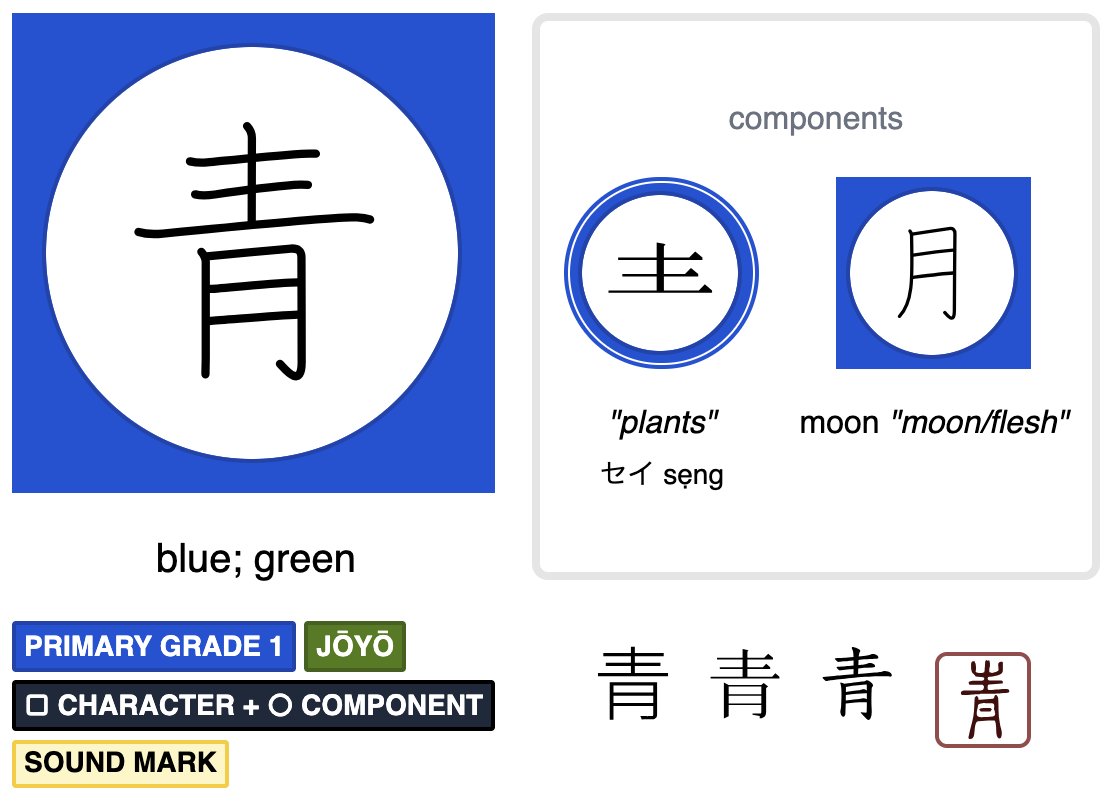 青
blue; green
PRIMARY GRADE 1
JŌYŌ
CHARACTER + COMPONENT
SOUND MARK
components
龶
"plants"
セイ sẹng
月
moon "moon/flesh"
青 青 青 青